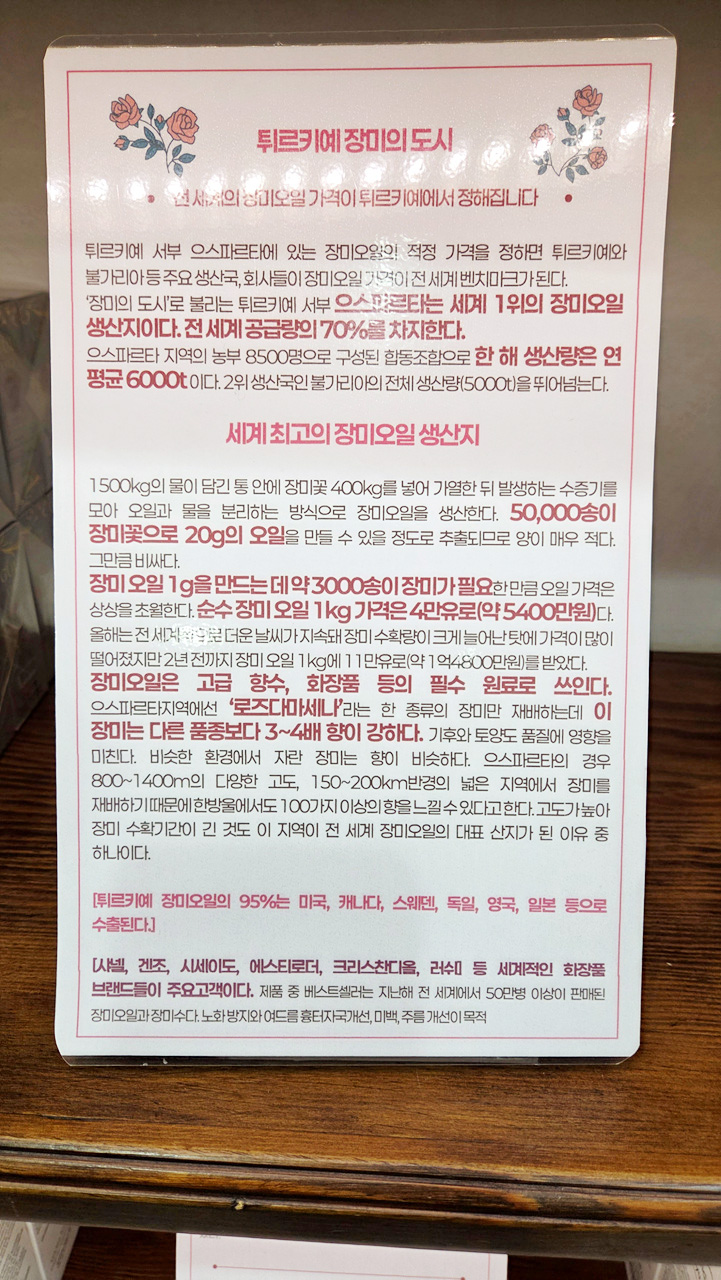 튀르키예 장미의 도시
• 전 세계의 장미오일 가격이 튀르키예에서 정해집니다 •
튀르키예 서부 으스파르타에 있는 장미오일의 적정 가격을 정하면 튀르키예와
불가리아 등 주요 생산국, 회사들이 장미오일 가격이 전 세계 벤치마크가 된다.
'장미의 도시'로 불리는 튀르키예 서부 으스파르타는 세계 1위의 장미오일
생산지이다. 전 세계 공급량의 70%를 차지한다.
으스파르타 지역의 농부 8500명으로 구성된 합동조합으로 한 해 생산량은 연
평균 6000t 이다. 2위 생산국인 불가리아의 전체 생산량(5000t)을 뛰어넘는다.
세계 최고의 장미오일 생산지
1500kg의 물이 담긴 통 안에 장미꽃 400kg를 넣어 가열한 뒤 발생하는 수증기를
모아 오일과 물을 분리하는 방식으로 장미오일을 생산한다. 50,000송이
장미꽃으로 20g의 오일을 만들 수 있을 정도로 추출되므로 양이 매우 적다.
그만큼 비싸다.
장미 오일 1g을 만드는 데 약 3000송이 장미가 필요한 만큼 오일 가격은
상상을 초월한다. 순수 장미 오일 1kg 가격은 4만유로(약 5400만원)다.
올해는 전 세계 더운 날씨가 지속돼 장미 수확량이 크게 늘어난 탓에 가격이 많이
떨어졌지만 2년 전까지 장미 오일 1kg에 11만유로(약 1억4800만원)를 받았다.
장미오일은 고급 향수, 화장품 등의 필수 원료로 쓰인다.
으스파르타지역에선 '로즈다마세나'라는 한 종류의 장미만 재배하는데 이
장미는 다른 품종보다 3~4배 향이 강하다. 기후와 토양도 품질에 영향을
미친다. 비슷한 환경에서 자란 장미는 향이 비슷하다. 으스파르타의 경우
800~1400m의 다양한 고도, 150~200km반경의 넓은 지역에서 장미를
재배하기 때문에 한방울에서도 100가지 이상의 향을 느낄 수 있다고 한다. 고도가 높아
장미 수확기간이 긴 것도 이 지역이 전 세계 장미오일의 대표 산지가 된 이유 중
하나이다.
[튀르키예 장미오일의 95%는 미국, 캐나다, 스웨덴, 독일, 영국, 일본 등으로
수출된다.]
[샤넬, 겐조, 시세이도, 에스티로더, 크리스찬디올, 러쉬] 등 세계적인 화장품
브랜드들이 주요고객이다. 제품 중 베스트셀러는 지난해 전 세계에서 50만병 이상이 판매된
장미오일과 장미수다. 노화 방지와 여드름 흉터자국개선, 미백, 주름 개선이 목적